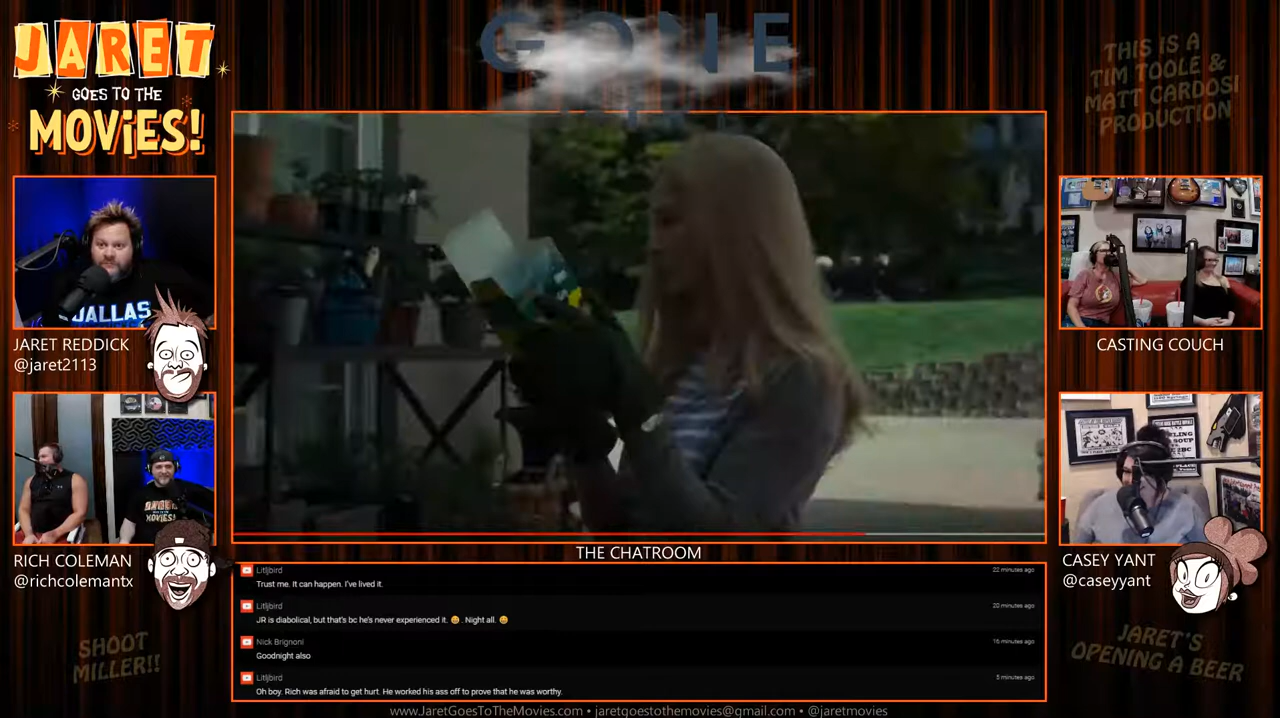 JARET
GOES TO THE
MOVIES!
GONE
THIS IS A
TIM TOOLE &
MATT CARDOSI
PRODUCTION
DALLAS
JARET REDDICK
@jaret2113
CASTING COUCH
RICH COLEMAN
@richcolemantx
CASEY YANT
@caseyyant
THE CHATROOM
Litljbird
22 minutes ago
Trust me. It can happen. I've lived it.
Litljbird
20 minutes ago
JR is diabolical, but that's bc he's never experienced it. 😄 . Night all. 😄
Nick Brignoni
16 minutes ago
Goodnight also
Litljbird
5 minutes ago
Oh boy. Rich was afraid to get hurt. He worked his ass off to prove that he was worthy.
SHOOT
MILLER!!
JARET'S
OPENING A BEER
www.JaretGoesToTheMovies.com • jaretgoestothemovies@gmail.com • @jaretmovies